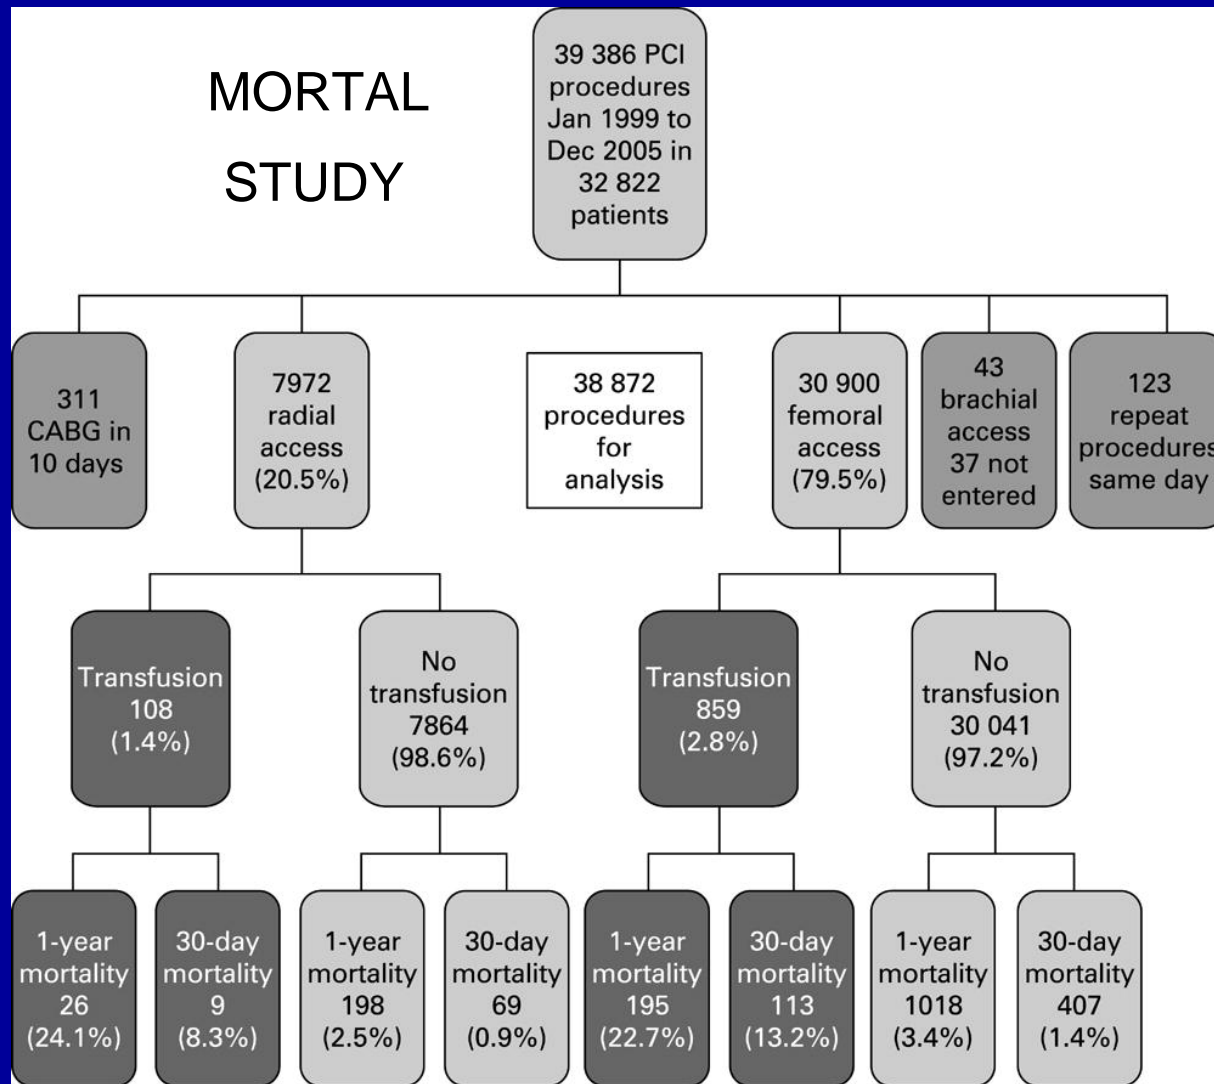 MORTAL
STUDY
39 386 PCI
procedures
Jan 1999 to
Dec 2005 in
32 822
patients
311
CABG in
10 days
7972
radial
access
(20.5%)
38 872
procedures
for
analysis
30 900
femoral
access
(79.5%)
43
brachial
access
37 not
entered
123
repeat
procedures
same day
Transfusion
108
(1.4%)
No
transfusion
7864
(98.6%)
Transfusion
859
(2.8%)
No
transfusion
30 041
(97.2%)
1-year
mortality
26
(24.1%)
30-day
mortality
9
(8.3%)
1-year
mortality
198
(2.5%)
30-day
mortality
69
(0.9%)
1-year
mortality
195
(22.7%)
30-day
mortality
113
(13.2%)
1-year
mortality
1018
(3.4%)
30-day
mortality
407
(1.4%)